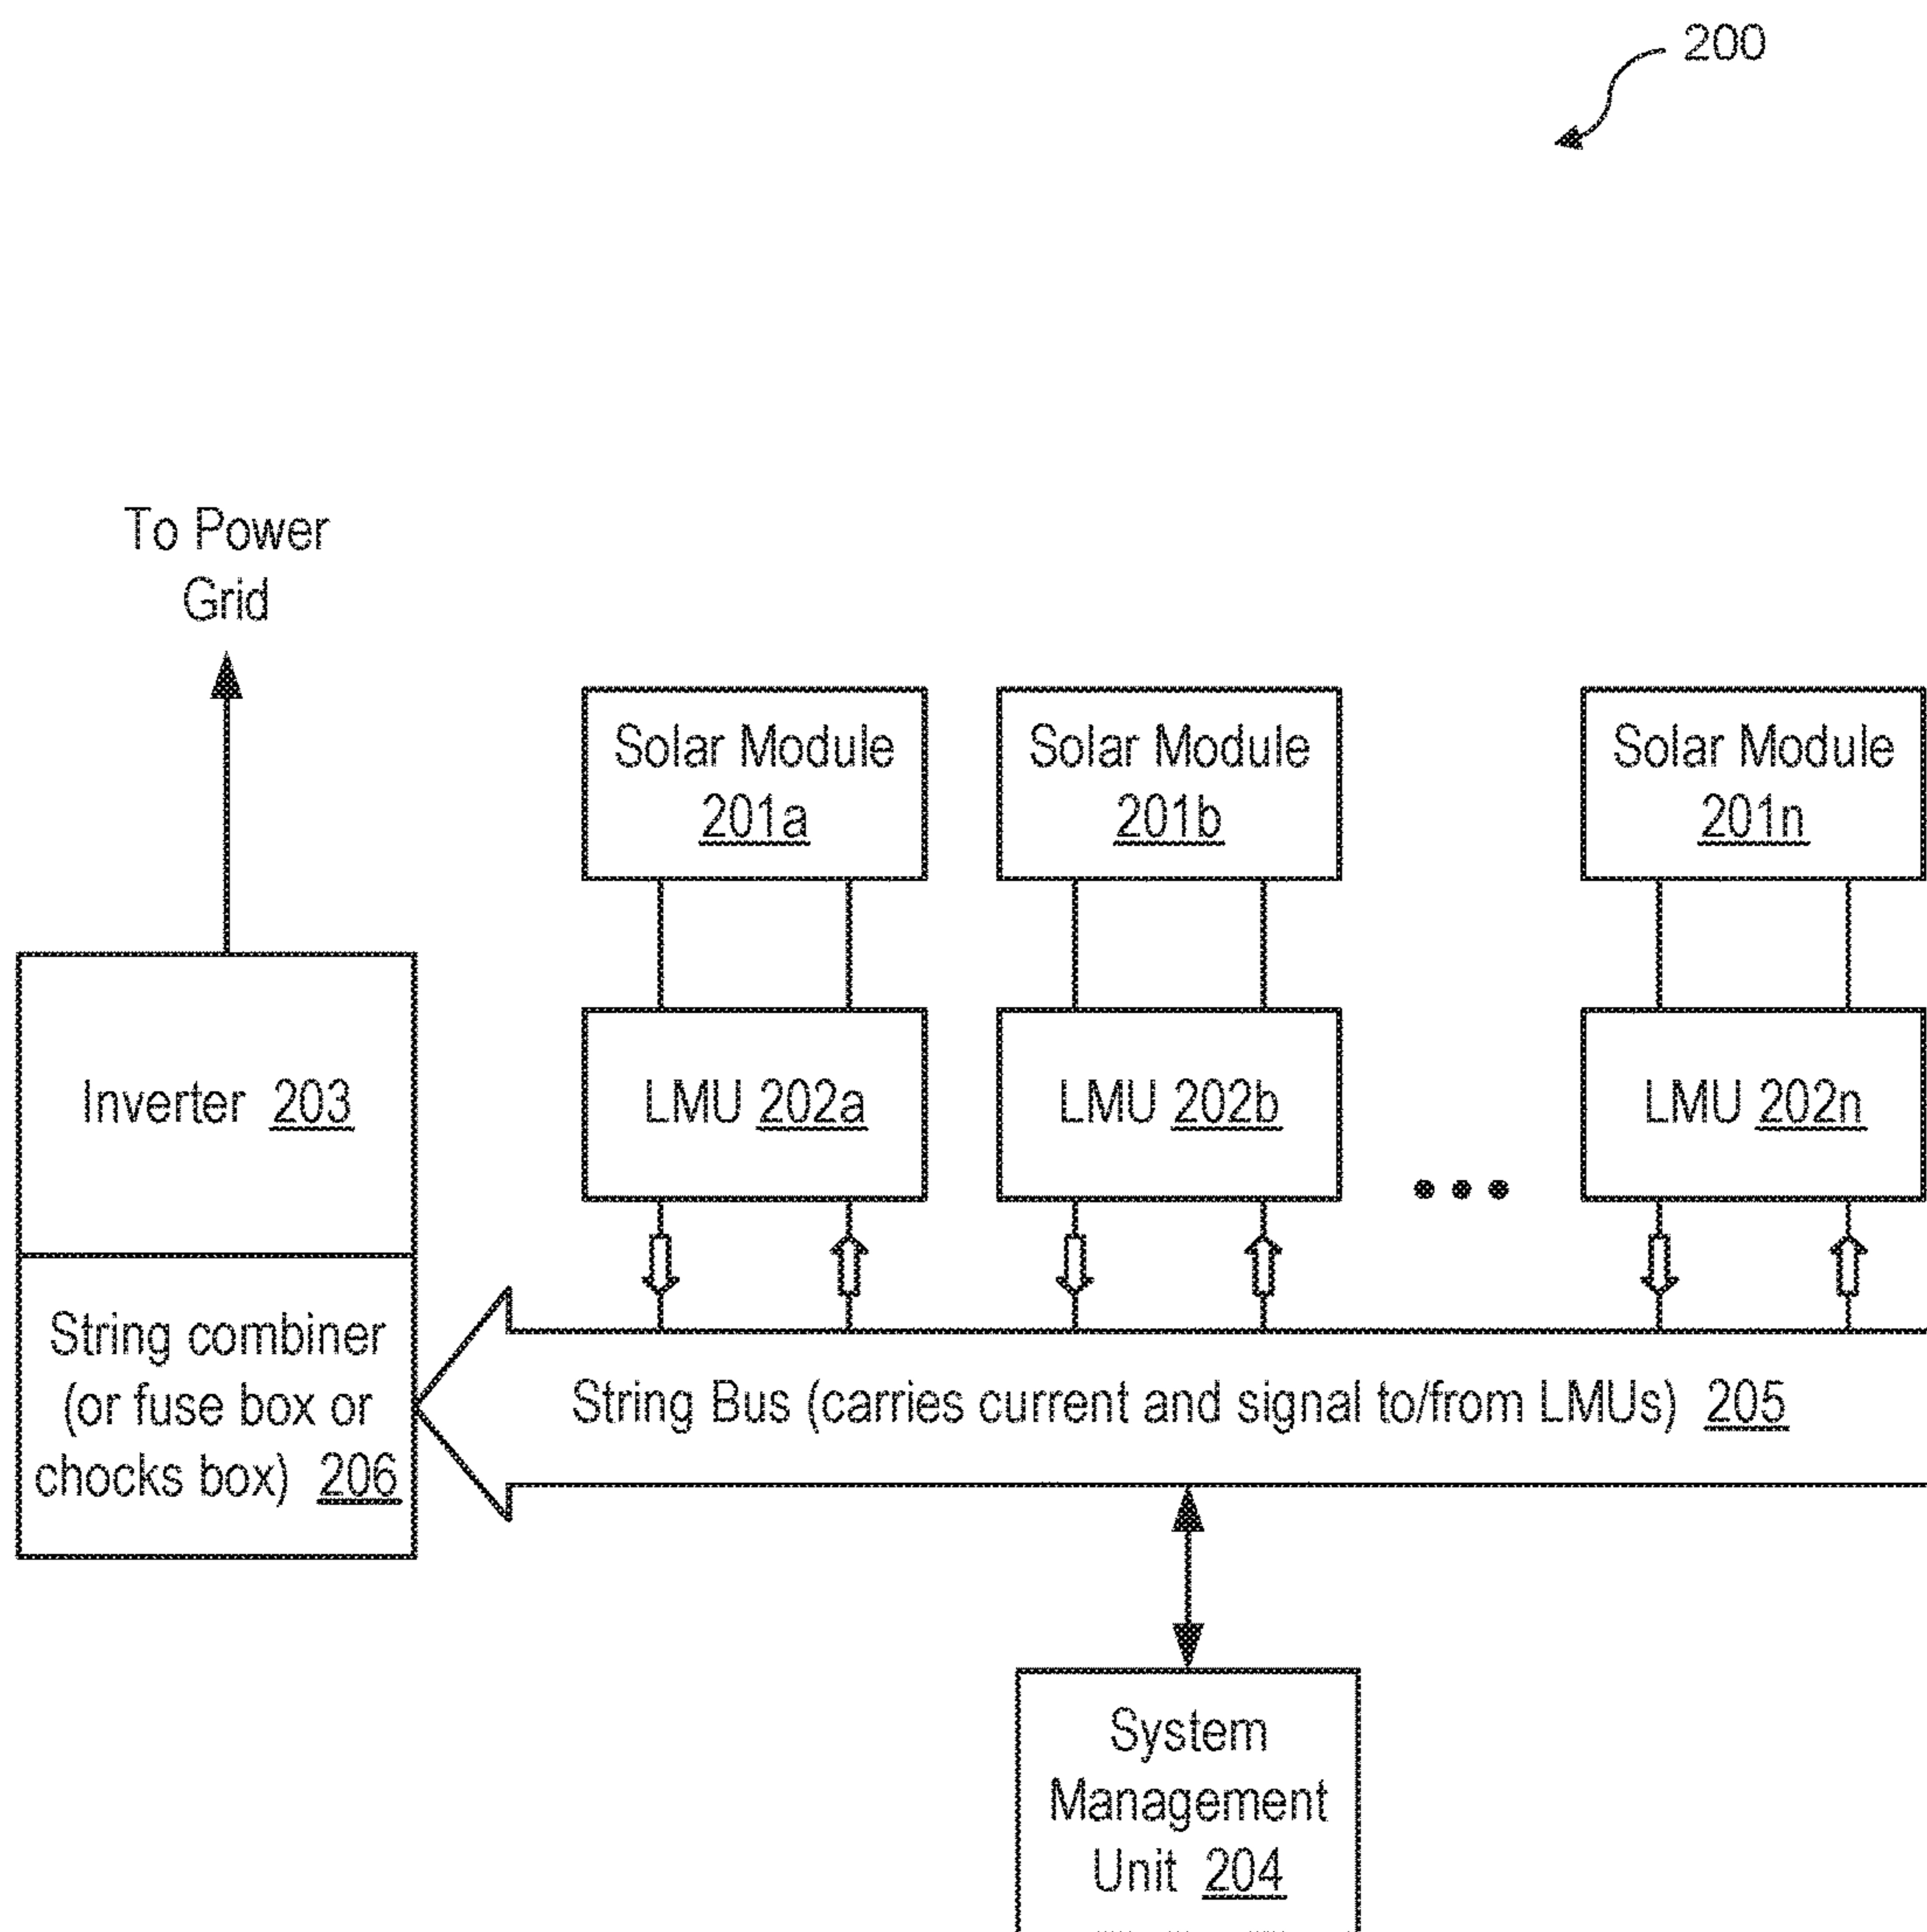 200
To Power
Grid
Solar Module
201a
Solar Module
201b
Solar Module
201n
Inverter 203
LMU 202a
LMU 202b
LMU 202n
String combiner
(or fuse box or
chocks box) 206
String Bus (carries current and signal to/from LMUs) 205
System
Management
Unit 204